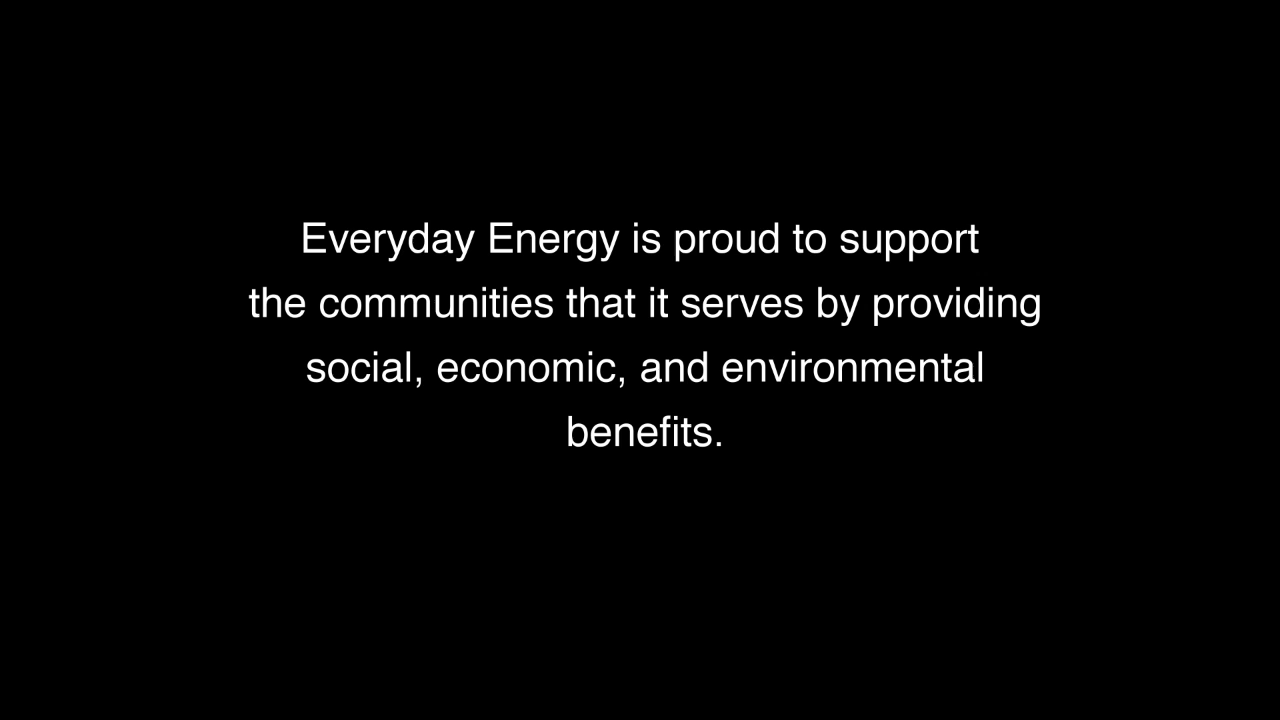 Everyday Energy is proud to support
the communities that it serves by providing
social, economic, and environmental
benefits.